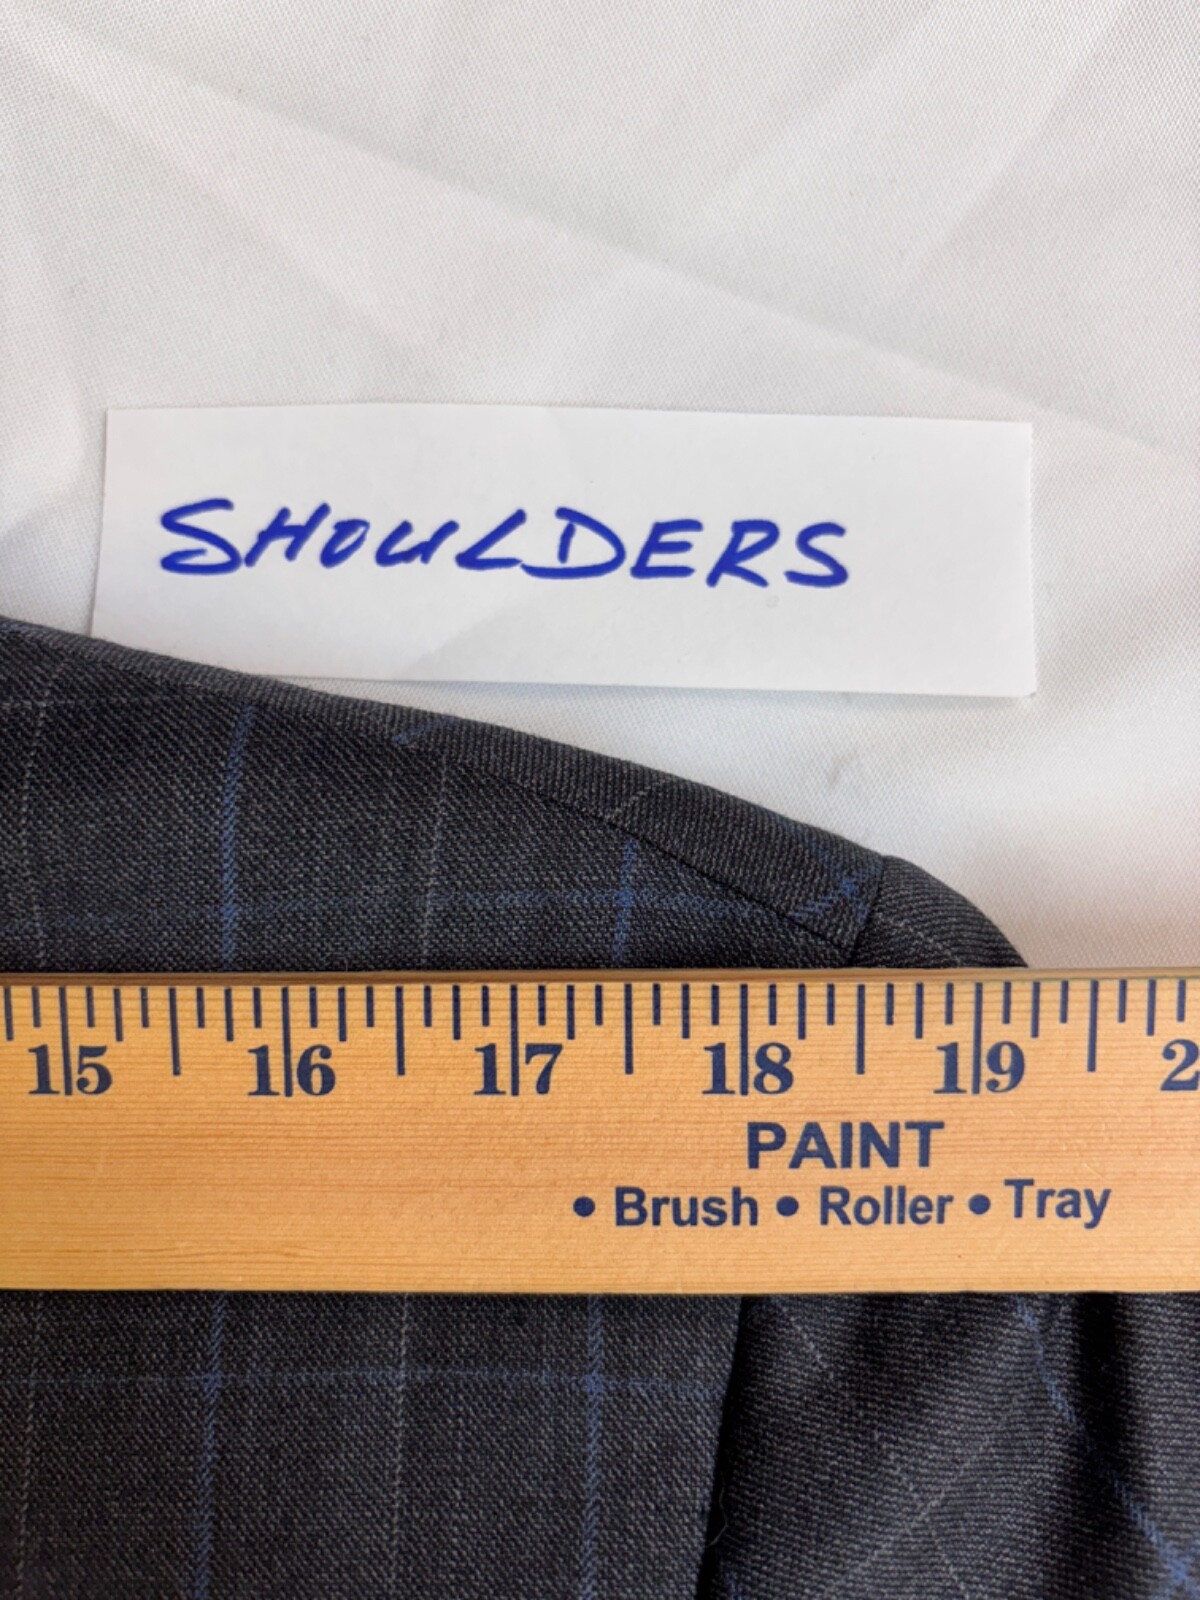 SHOULDERS
15 16 17 18 19 2
PAINT
• Brush • Roller • Tray